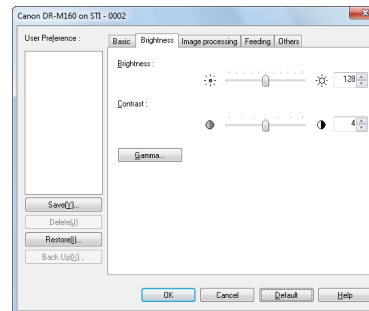 Canon DR-M160 on STI - 0002
User Preference :
Basic Brightness Image processing Feeding Others
Brightness :
128
Contrast :
4
Gamma...
Save(Y)...
Delete(J)
Restore(I)...
Back Up(X)...
OK Cancel Default Help